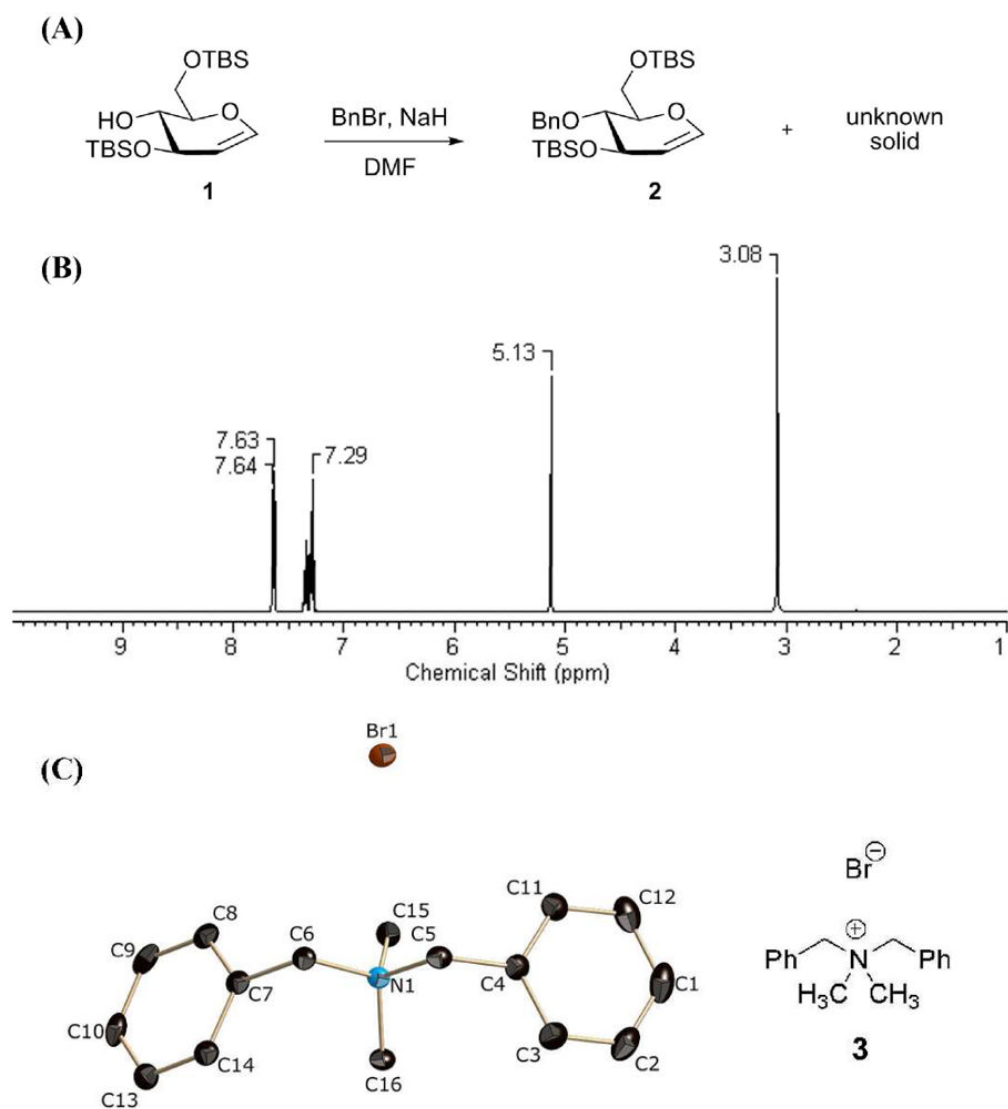 (A)
OTBS
HO
O
TBSO
1
BnBr, NaH
DMF
OTBS
BnO
O
TBSO
2
+
unknown
solid
(B)
3.08
5.13
7.63
7.64
7.29
9 8 7 6 5 4 3 2 1
Chemical Shift (ppm)
(C)
Br1
C11
C12
C15
C8
C6
C5
C9
C4
C1
N1
C7
C10
C3
C2
C14
C16
C13
Br⊖
⊕
Ph N Ph
H3C CH3
3